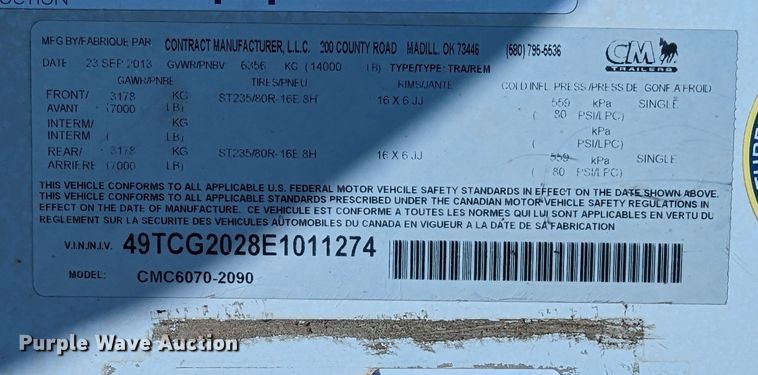 MFG BY/FABRIQUE PAR CONTRACT MANUFACTURER, L.L.C. 200 COUNTY ROAD MADILL, OK 73446 (580) 795-5536
CM
TRAILERS
DATE 23 SEP 2013 GVWR/PNBV 6356 KG (14000 LB) TYPE/TYPE: TRA/REM
GAWR/PNBE TIRES/PNEU RIMS/JANTE COLD INFL. PRESS/PRESS DE GONF A FROID
FRONT/ 3178 KG ST235/80R-16E 8H 16 X 6 JJ 559 kPa SINGLE
AVANT (7000 LB) ( 80 PSI/LPC)
INTERM/ KG kPa
INTERM ( LB) ( PSI/LPC)
REAR/ 3178 KG ST235/80R-16E 8H 16 X 6 JJ 559 kPa SINGLE
ARRIERE (7000 LB) ( 80 PSI/LPC)
THIS VEHICLE CONFORMS TO ALL APPLICABLE U.S. FEDERAL MOTOR VEHCILE SAFETY STANDARDS IN EFFECT ON THE DATE SHOWN ABOVE.
THIS VEHICLE CONFORMS TO ALL APPLICABLE STANDARDS PRESCRIBED UNDER THE CANADIAN MOTOR VEHICLE SAFETY REGULATIONS IN
EFFECT ON THE DATE OF MANUFACTURE. CE VEHICULE EST CONFORME A TOUTES LES NORMES QUI LUI SONT APPLICABLES EN VERTU DU
REGLEMENT SUR LA SECURITE DES VEHICULES AUTOMOBILES DU CANADA EN VIGUEUR A LA DATE DE SA FABRICATION
V.I.N./N.I.V. 49TCG2028E1011274
MODEL: CMC6070-2090
Purple Wave Auction